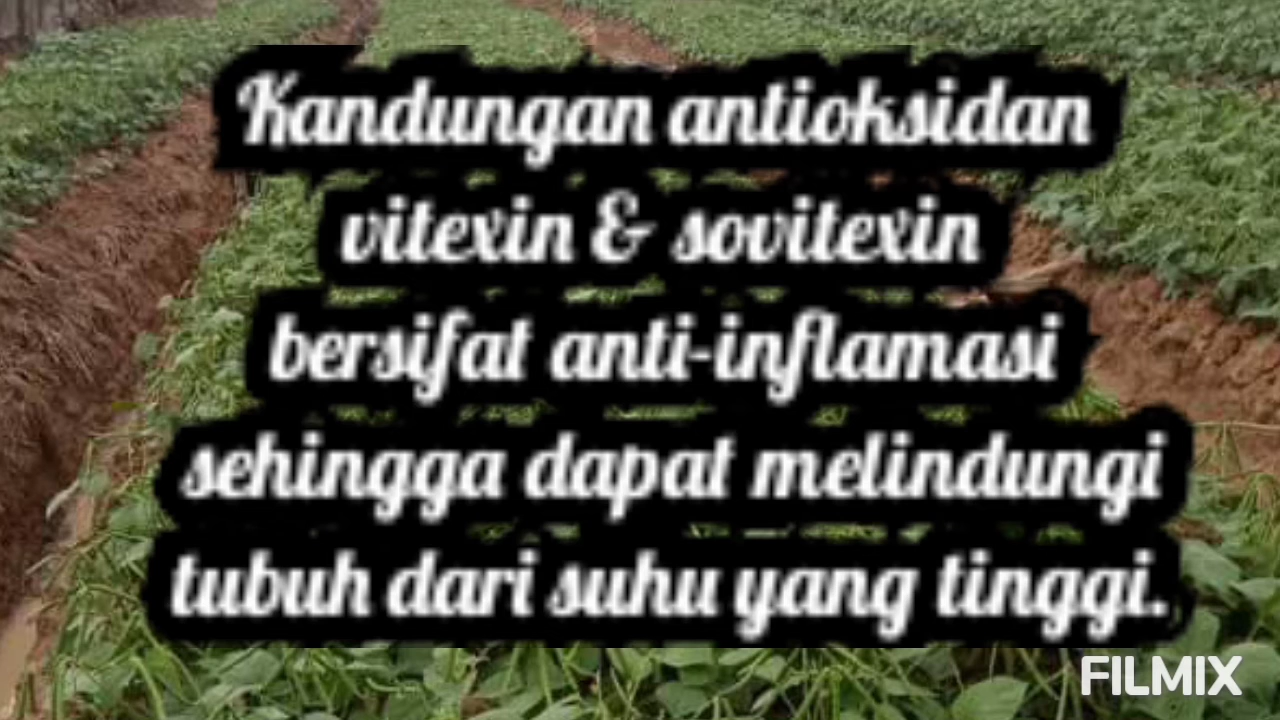 Kandungan antioksidan
vitexin & sovitexin
bersifat anti-inflamasi
sehingga dapat melindungi
tubuh dari suhu yang tinggi.
FILMIX